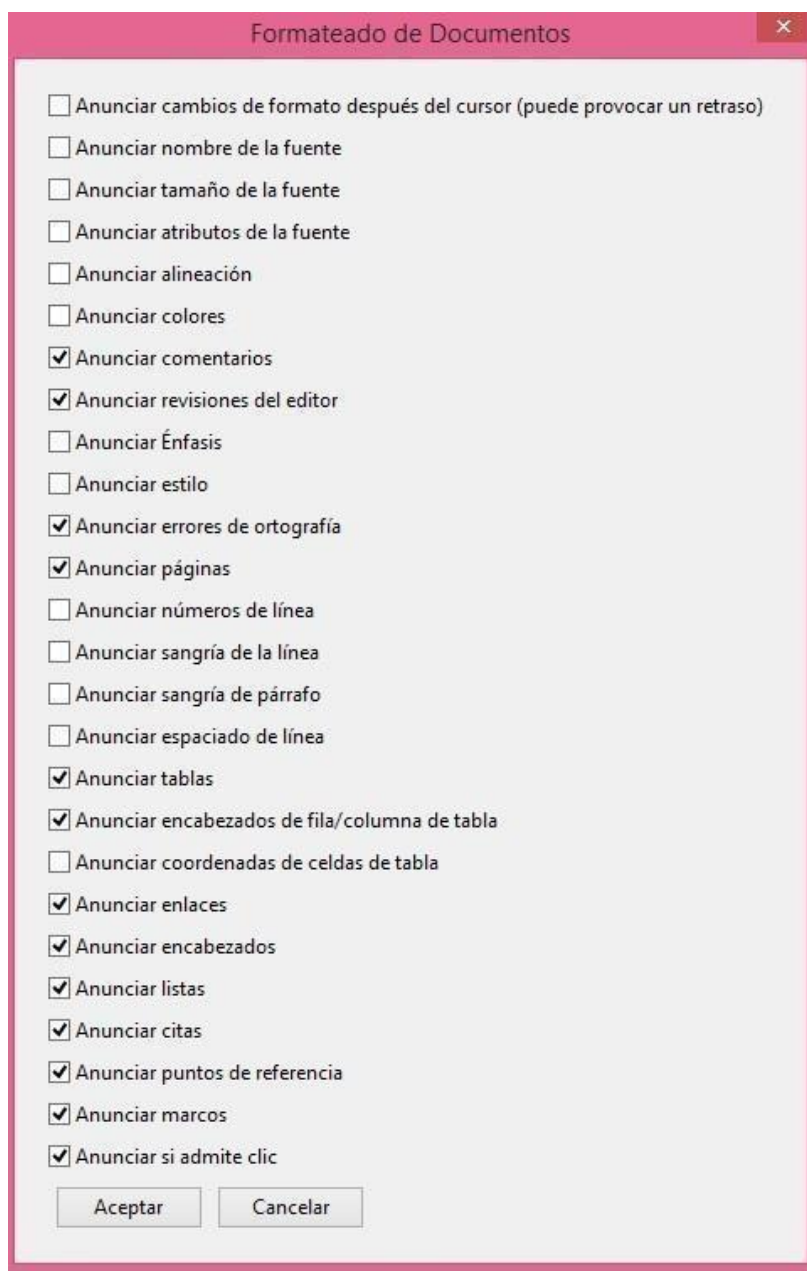 Formateado de Documentos
Anunciar cambios de formato después del cursor (puede provocar un retraso)
Anunciar nombre de la fuente
Anunciar tamaño de la fuente
Anunciar atributos de la fuente
Anunciar alineación
Anunciar colores
Anunciar comentarios
Anunciar revisiones del editor
Anunciar Énfasis
Anunciar estilo
Anunciar errores de ortografía
Anunciar páginas
Anunciar números de línea
Anunciar sangría de la línea
Anunciar sangría de párrafo
Anunciar espaciado de línea
Anunciar tablas
Anunciar encabezados de fila/columna de tabla
Anunciar coordenadas de celdas de tabla
Anunciar enlaces
Anunciar encabezados
Anunciar listas
Anunciar citas
Anunciar puntos de referencia
Anunciar marcos
Anunciar si admite clic
Aceptar Cancelar